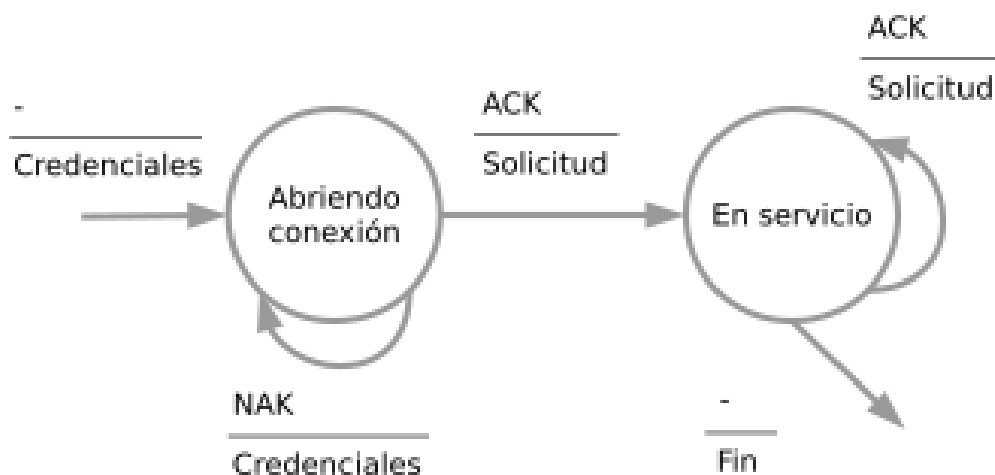 -
Credenciales
Abriendo
conexión
NAK
Credenciales
ACK
Solicitud
En servicio
ACK
Solicitud
-
Fin